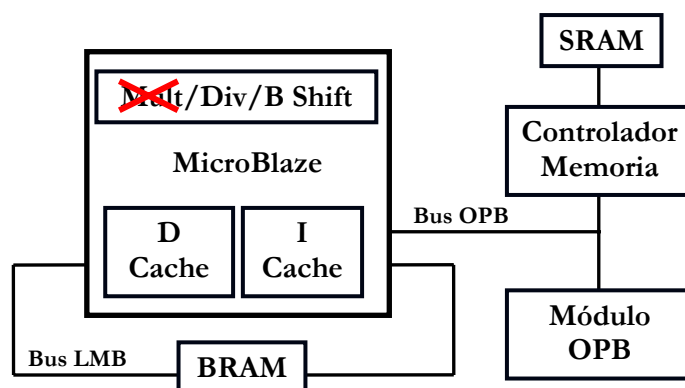 SRAM
Mult/Div/B Shift
Controlador
Memoria
MicroBlaze
Bus OPB
D
Cache
I
Cache
Módulo
OPB
Bus LMB
BRAM